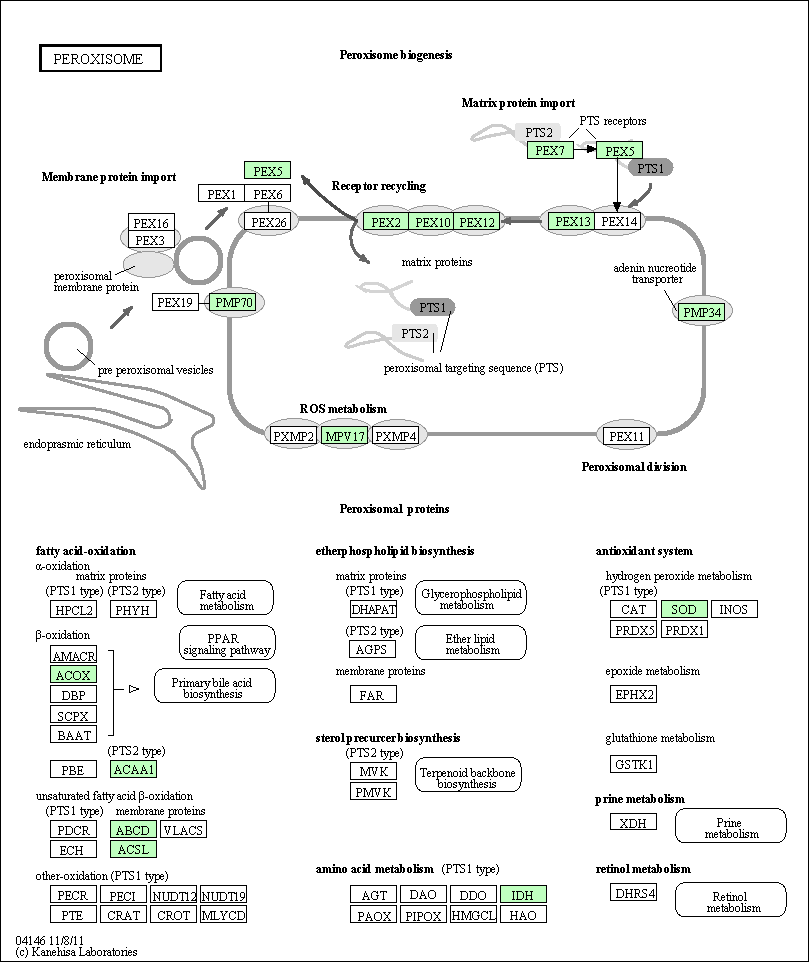 PEROXISOME
Peroxisome biogenesis
Matrix protein import
PTS2
PTS receptors
PEX7
PEX5
PTS1
Membrane protein import
PEX5
Receptor recycling
PEX1
PEX6
PEX16
PEX3
PEX26
PEX2
PEX10
PEX12
PEX13
PEX14
peroxisomal
membrane protein
matrix proteins
adenin nucreotide
transporter
PEX19
PMP70
PTS1
PMP34
PTS2
pre peroxisomal vesicles
peroxisomal targeting sequence (PTS)
ROS metabolism
endoprasmic reticulum
PXMP2
MPV17
PXMP4
PEX11
Peroxisomal division
Peroxisomal proteins
fatty acid-oxidation
α-oxidation
matrix proteins
(PTS1 type)
(PTS2 type)
HPCL2
PHYH
Fatty acid
metabolism
β-oxidation
PPAR
signaling pathway
AMACR
ACOX
DBP
SCPX
BAAT
Primary bile acid
biosynthesis
(PTS2 type)
PBE
ACAA1
unsaturated fatty acid β-oxidation
(PTS1 type)
membrane proteins
PDCR
ABCD
VLACS
ECH
ACSL
other-oxidation (PTS1 type)
PECR
PECI
NUDT12
NUDT19
PTE
CRAT
CROT
MLYCD
etherphospholipid biosynthesis
matrix proteins
(PTS1 type)
DHAPAT
Glycerophospholipid
metabolism
(PTS2 type)
AGPS
Ether lipid
metabolism
membrane proteins
FAR
sterol precurcer biosynthesis
(PTS2 type)
MVK
PMVK
Terpenoid backbone
biosynthesis
amino acid metabolism (PTS1 type)
AGT
DAO
DDO
IDH
PAOX
PIPOX
HMGCL
HAO
antioxidant system
hydrogen peroxide metabolism
(PTS1 type)
CAT
SOD
INOS
PRDX5
PRDX1
epoxide metabolism
EPHX2
glutathione metabolism
GSTK1
prine metabolism
XDH
Prine
metabolism
retinol metabolism
DHRS4
Retinol
metabolism
04146 11/8/11
(c) Kanehisa Laboratories